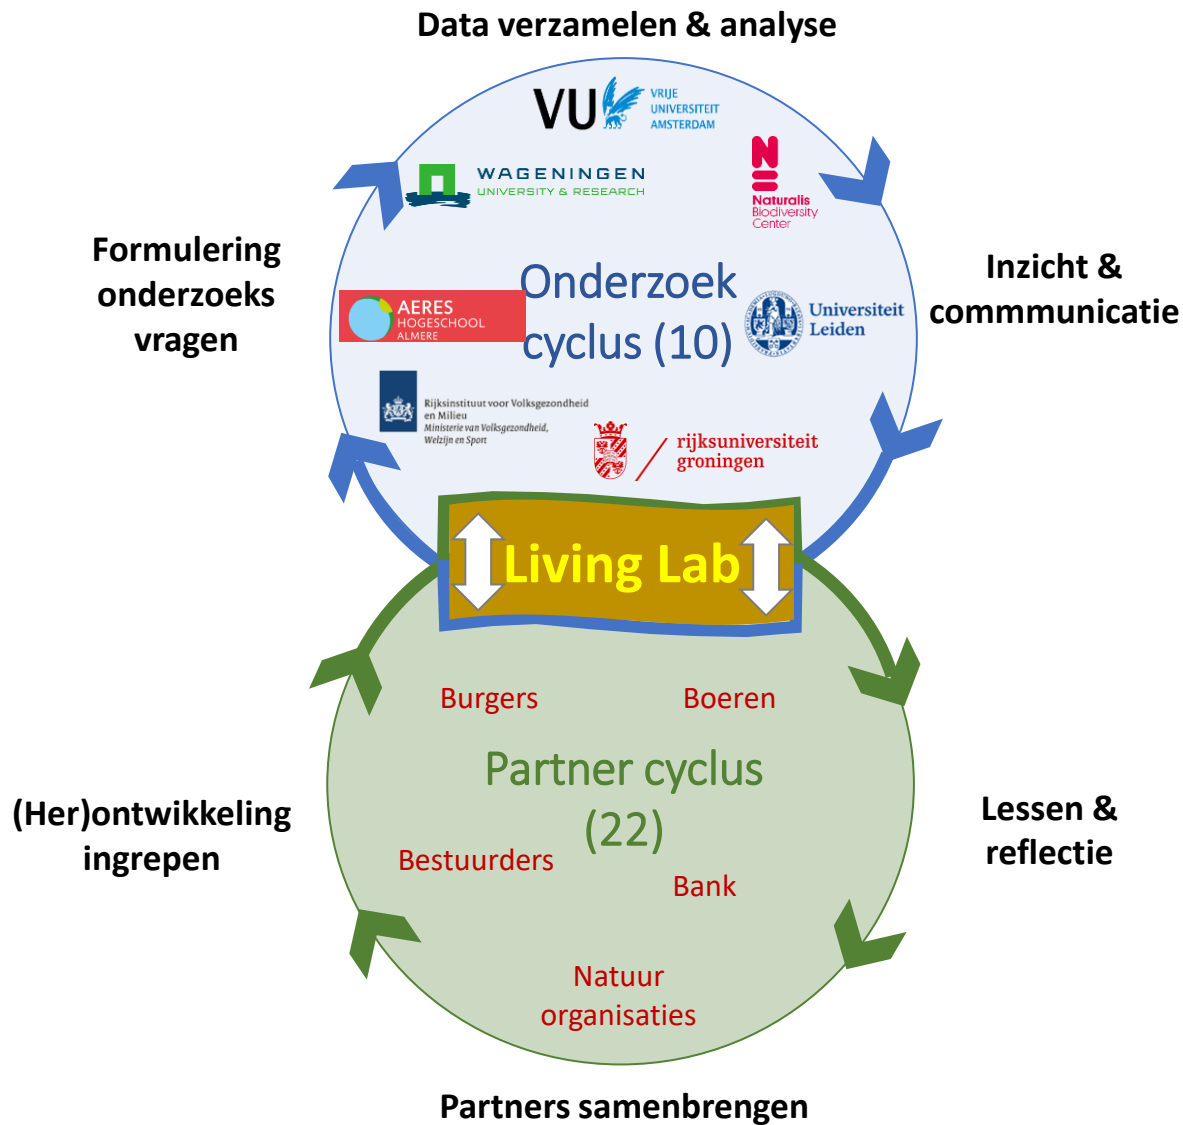 Data verzamelen & analyse
VU
VRIJE
UNIVERSITEIT
AMSTERDAM
WAGENINGEN
UNIVERSITY & RESEARCH
N
Naturalis
Biodiversity
Center
Formulering
onderzoeks
vragen
Inzicht &
commmunicatie
Onderzoek
cyclus (10)
AERES
HOGESCHOOL
ALMERE
Universiteit
Leiden
Rijksinstituut voor Volksgezondheid
en Milieu
Ministerie van Volksgezondheid,
Welzijn en Sport
rijksuniversiteit
groningen
Living Lab
Burgers
Boeren
Partner cyclus
(22)
(Her)ontwikkeling
ingrepen
Lessen &
reflectie
Bestuurders
Bank
Natuur
organisaties
Partners samenbrengen